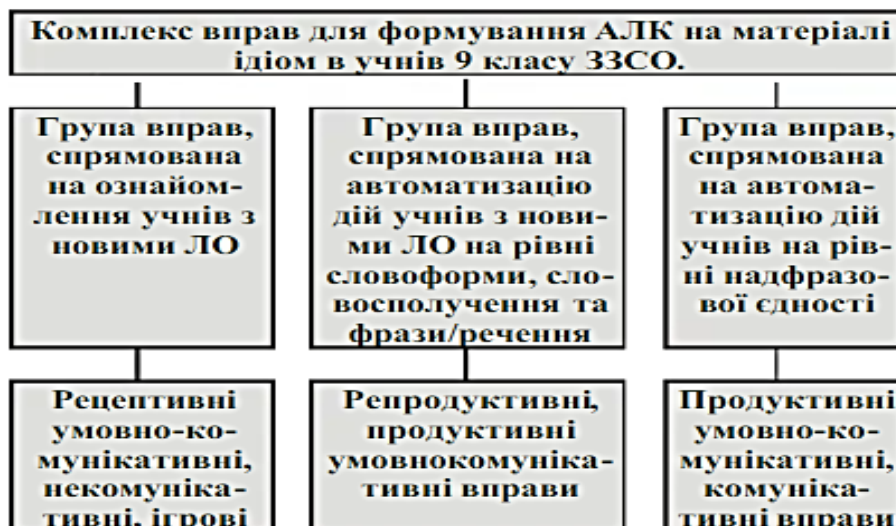 Комплекс вправ для формування АЛК на матеріалі
ідіом в учнів 9 класу ЗЗСО.
Група вправ,
спрямована
на ознайом-
лення учнів з
новими ЛО
Група вправ,
спрямована на
автоматизацію
дій учнів з нови-
ми ЛО на рівні
словоформи, сло-
восполучення та
фрази/речення
Група вправ,
спрямована
на автома-
тизацію дій
учнів на рів-
ні надфразо-
вої єдності
Рецептивні
умовно-ко-
мунікативні,
некомуніка-
тивні, ігрові
Репродуктивні,
продуктивні
умовнокомуніка-
тивні вправи
Продуктивні
умовно-ко-
мунікативні,
комуніка-
тивні вправи